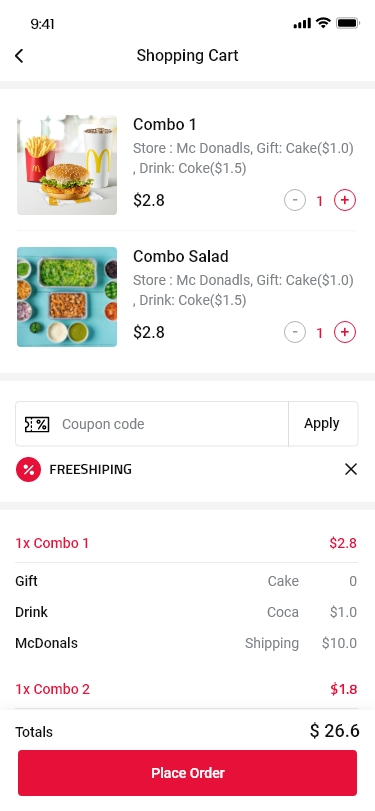 9:41
Shopping Cart
Combo 1
Store : Mc Donadls, Gift: Cake($1.0)
, Drink: Coke($1.5)
$2.8
- 1 +
Combo Salad
Store : Mc Donadls, Gift: Cake($1.0)
, Drink: Coke($1.5)
$2.8
- 1 +
Coupon code
Apply
FREESHIPING
1x Combo 1 $2.8
Gift Cake 0
Drink Coca $1.0
McDonals Shipping $10.0
1x Combo 2 $1.8
Totals $ 26.6
Place Order